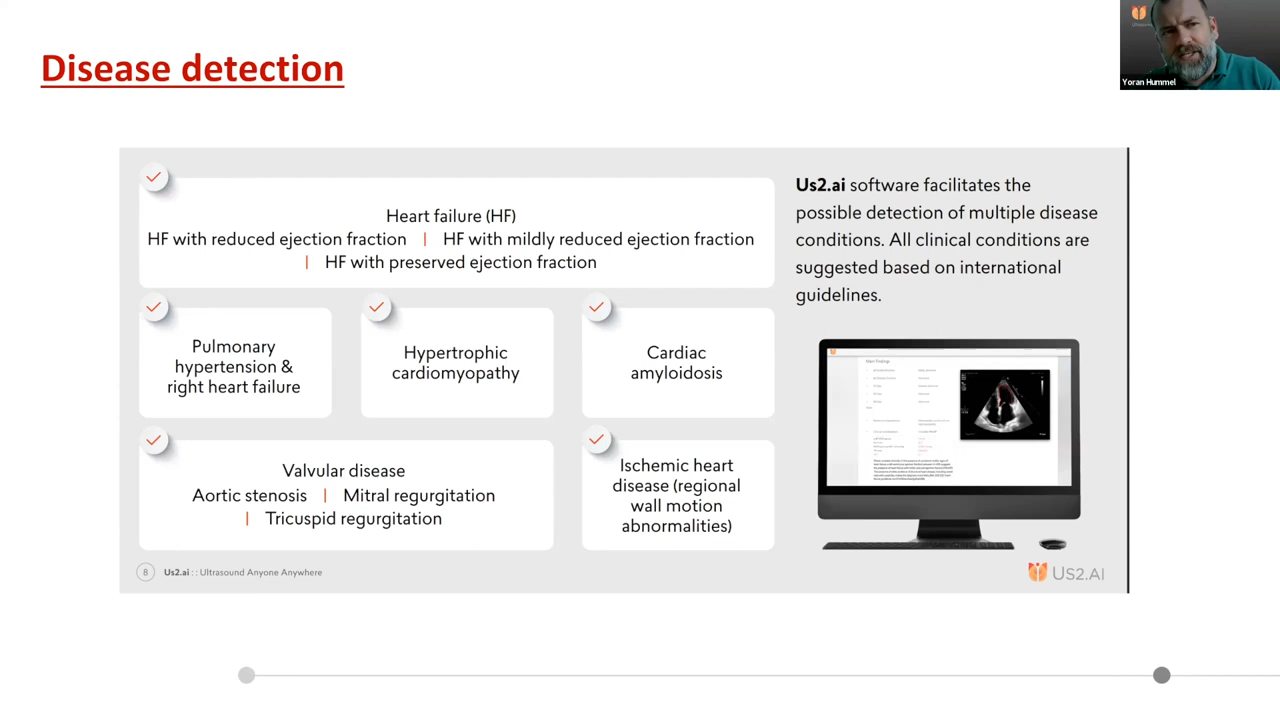 Disease detection
Yoran Hummel
Heart failure (HF)
HF with reduced ejection fraction | HF with mildly reduced ejection fraction
| HF with preserved ejection fraction
Us2.ai software facilitates the
possible detection of multiple disease
conditions. All clinical conditions are
suggested based on international
guidelines.
Pulmonary
hypertension &
right heart failure
Hypertrophic
cardiomyopathy
Cardiac
amyloidosis
Valvular disease
Aortic stenosis | Mitral regurgitation
| Tricuspid regurgitation
Ischemic heart
disease (regional
wall motion
abnormalities)
Main Findings
8 Us2.ai :: Ultrasound Anyone Anywhere
US2.AI